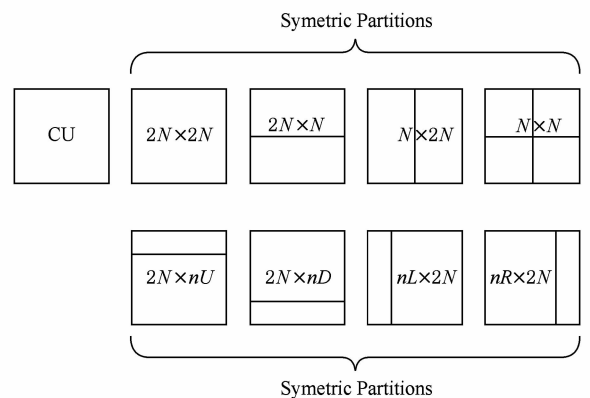 Symetric Partitions
CU
2N×2N
2N×N
N×2N
N×N
2N×nU
2N×nD
nL×2N
nR×2N
Symetric Partitions